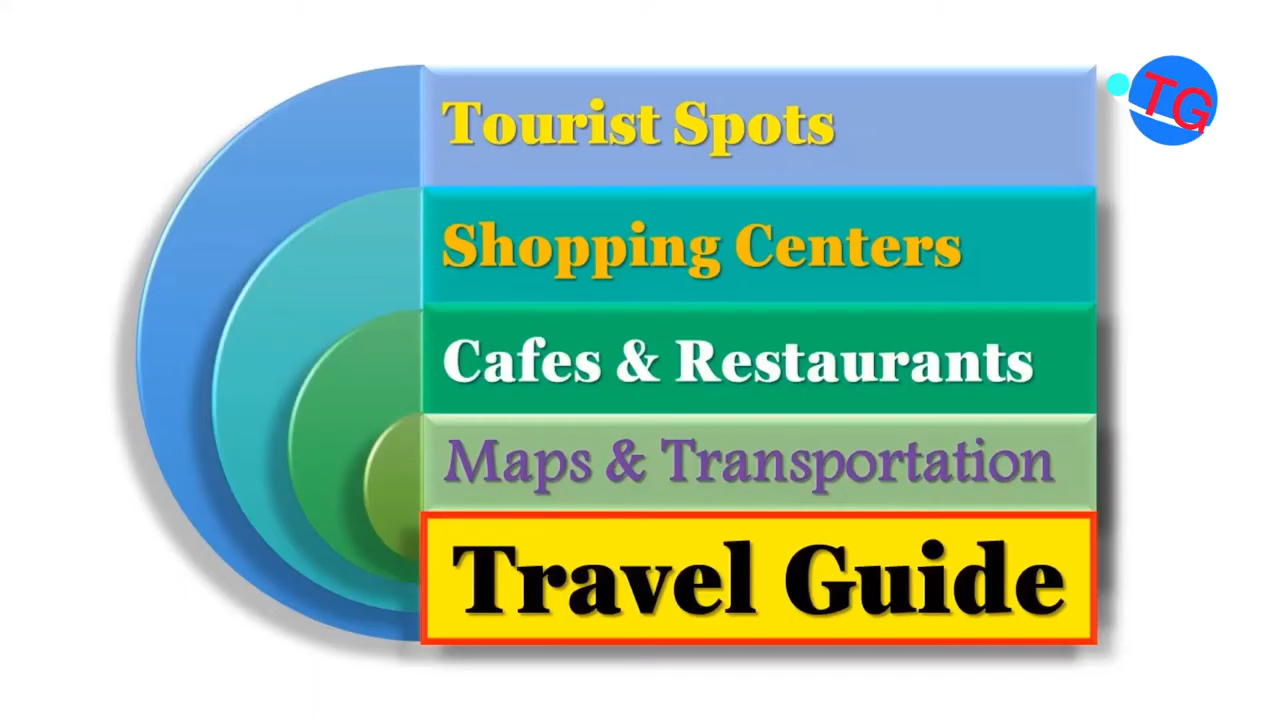 Tourist Spots
TG
Shopping Centers
Cafes & Restaurants
Maps & Transportation
Travel Guide